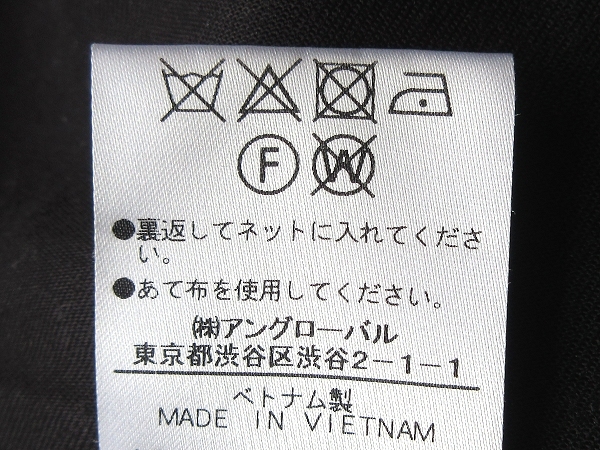 F W
●裏返してネットに入れてくださ
い。
●あて布を使用してください。
㈱アングローバル
東京都渋谷区渋谷2－1－1
ベトナム製
MADE IN VIETNAM